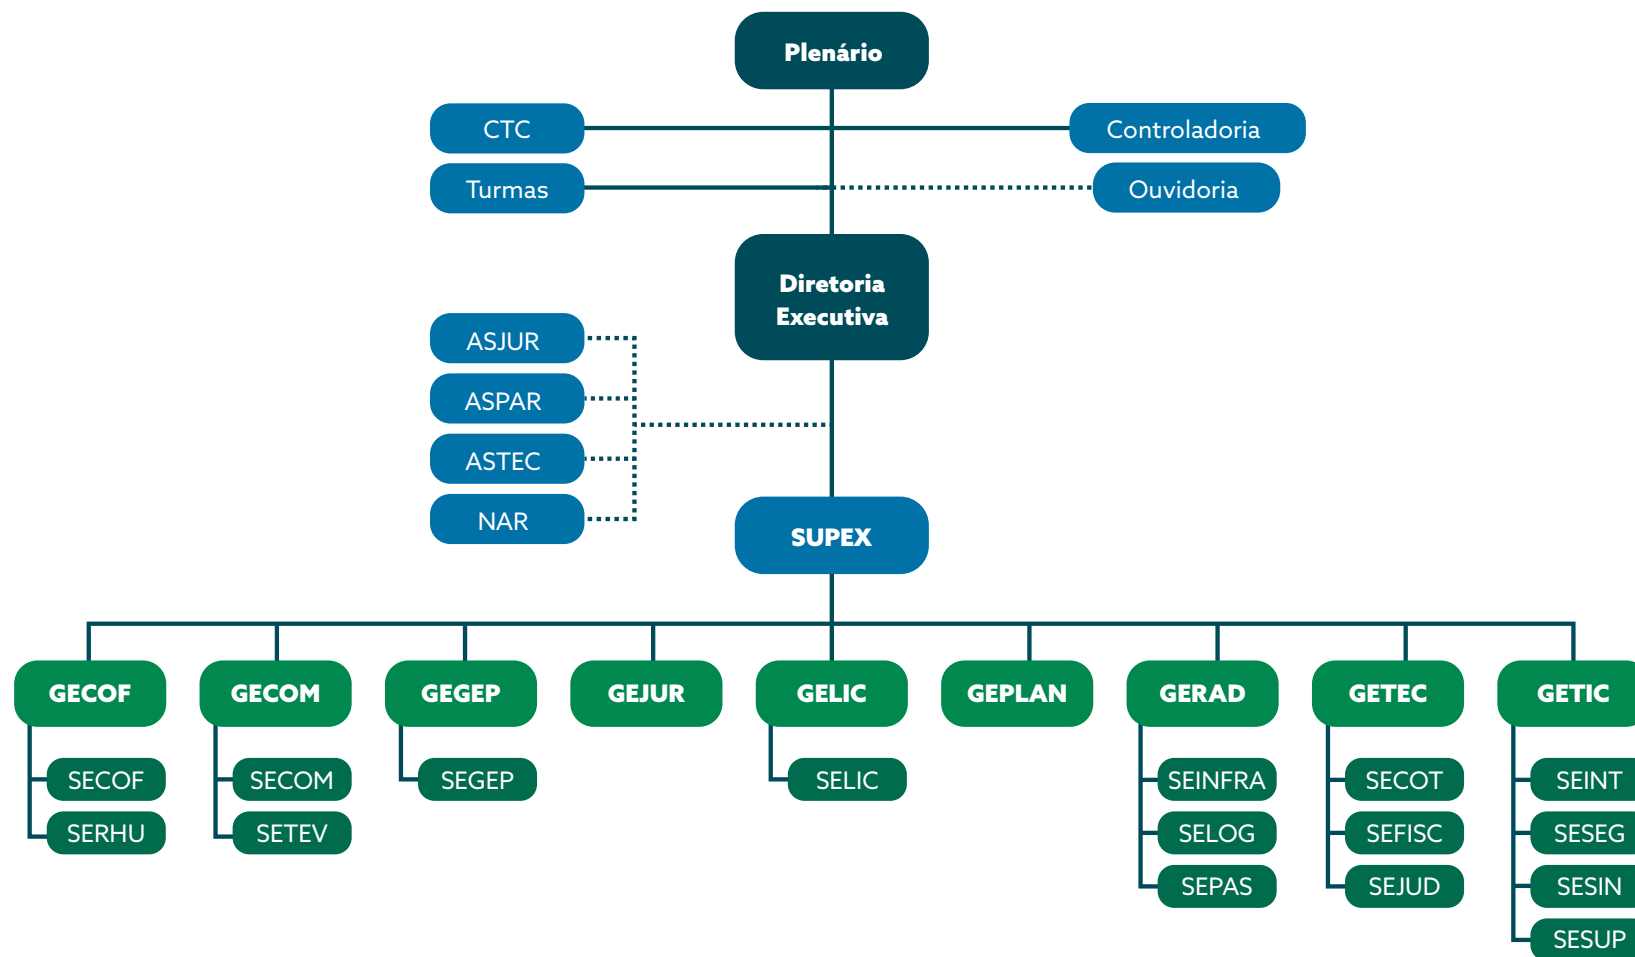 Plenário
CTC
Controladoria
Turmas
Ouvidoria
Diretoria
Executiva
ASJUR
ASPAR
ASTEC
NAR
SUPEX
GECOF
GECOM
GEGEP
GEJUR
GELIC
GEPLAN
GERAD
GETEC
GETIC
SECOF
SECOM
SEGEP
SELIC
SEINFRA
SECOT
SEINT
SERHU
SETEV
SELOG
SEFISC
SESEG
SEPAS
SEJUD
SESIN
SESUP